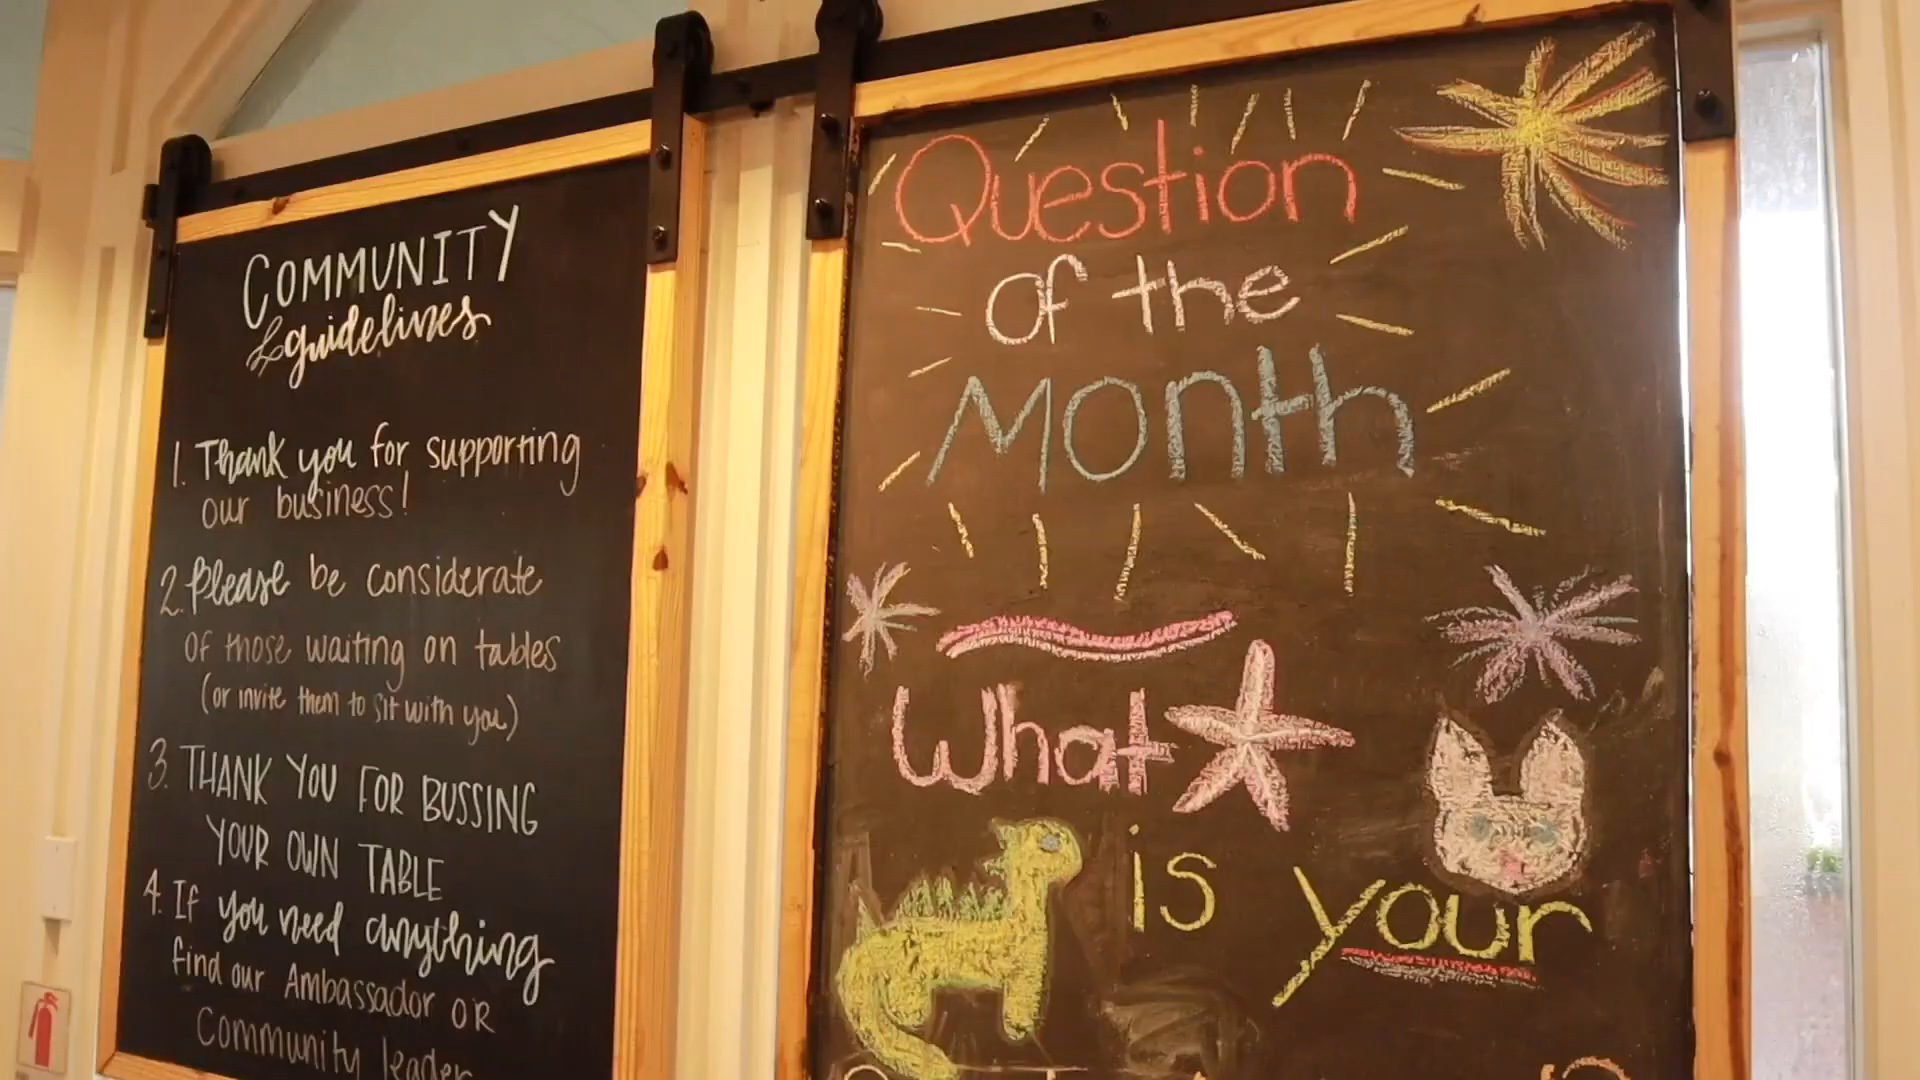 COMMUNITY
guidelines
1. Thank you for supporting
our business!
2. Please be considerate
of those waiting on tables
(or invite them to sit with you)
3. THANK YOU FOR BUSSING
YOUR OWN TABLE
4. If you need anything
find our Ambassador OR
Community leader
Question
of the
Month
What
is your